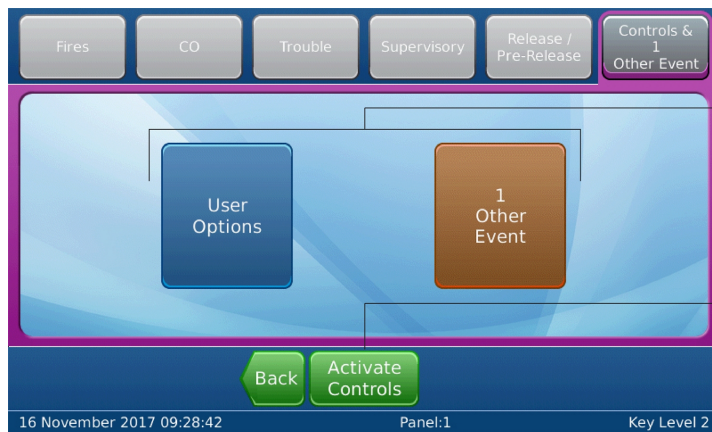 Fires
CO
Trouble
Supervisory
Release /
Pre-Release
Controls &
1
Other Event
User
Options
1
Other
Event
Back
Activate
Controls
16 November 2017 09:28:42
Panel:1
Key Level 2